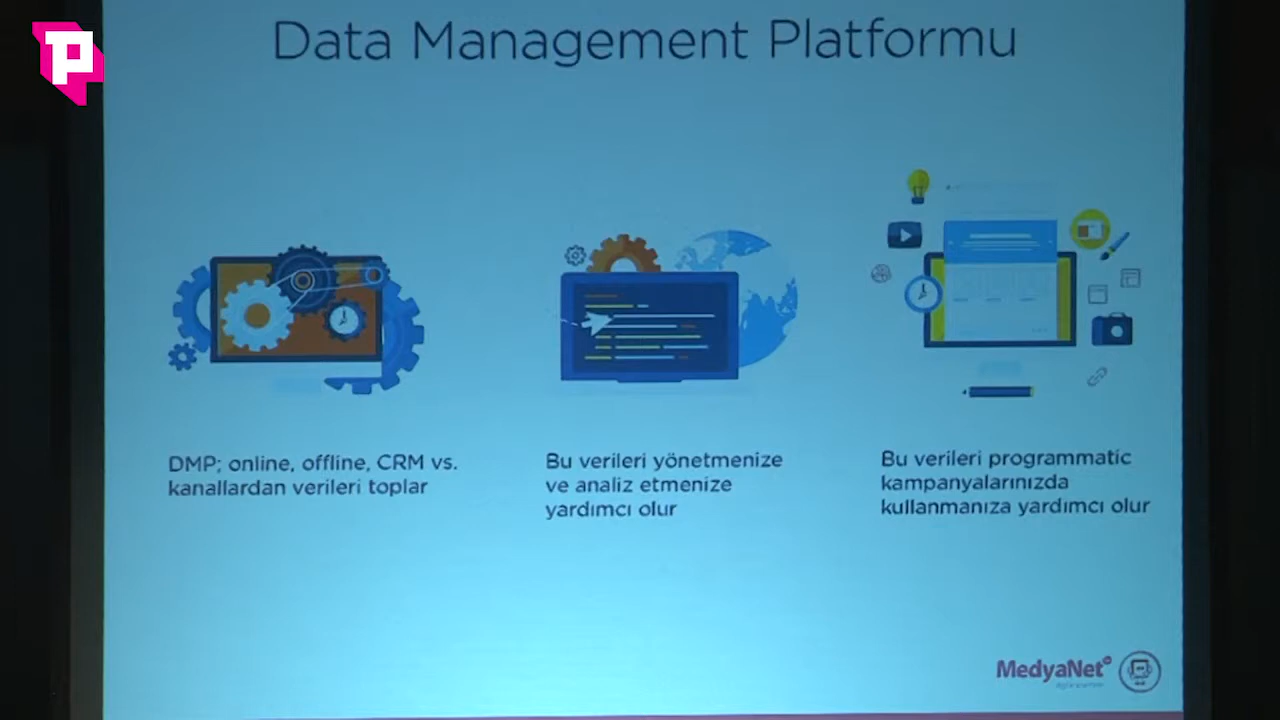 Data Management Platformu
DMP; online, offline, CRM vs.
kanallardan verileri toplar
Bu verileri yönetmenize
ve analiz etmenize
yardımcı olur
Bu verileri programmatic
kampanyalarınızda
kullanmanıza yardımcı olur
MedyaNet